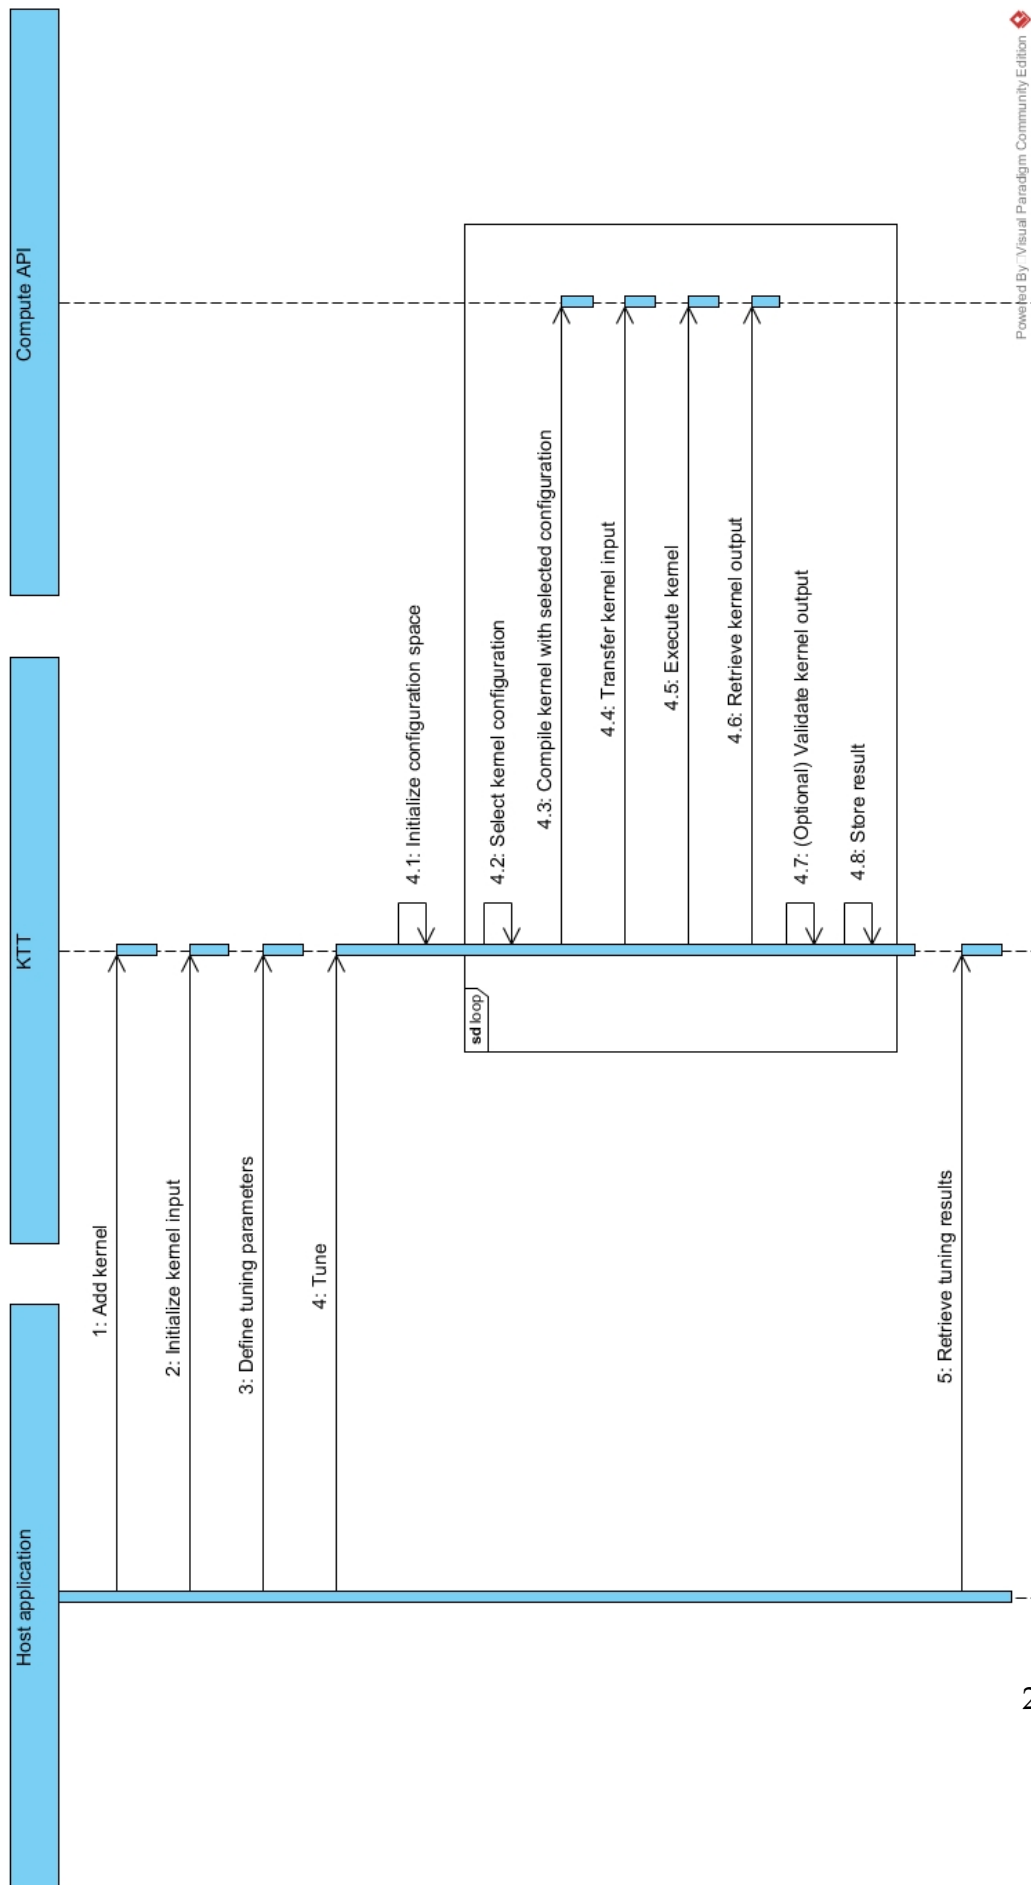 Host application
KTT
Compute API
1: Add kernel
2: Initialize kernel input
3: Define tuning parameters
4: Tune
4.1: Initialize configuration space
sd loop
4.2: Select kernel configuration
4.3: Compile kernel with selected configuration
4.4: Transfer kernel input
4.5: Execute kernel
4.6: Retrieve kernel output
4.7: (Optional) Validate kernel output
4.8: Store result
5: Retrieve tuning results
Powered By Visual Paradigm Community Edition
2